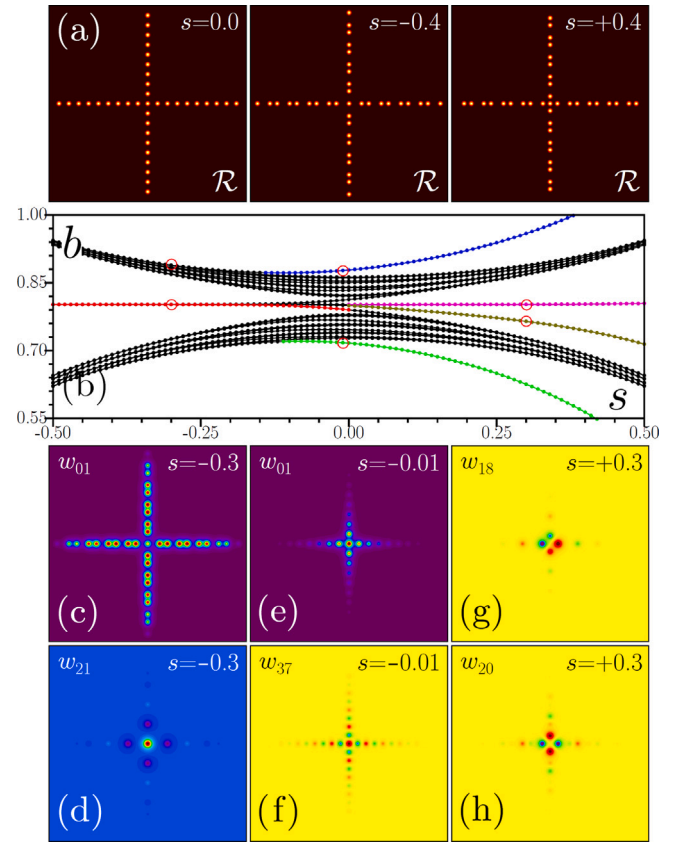 (a) s=0.0 s=-0.4 s=+0.4
ℛ ℛ ℛ
1.00
b
0.85
0.70
(b) s
0.55
-0.50 -0.25 0.00 0.25 0.50
w₀₁ s=-0.3 w₀₁ s=-0.01 w₁₈ s=+0.3
(c) (e) (g)
w₂₁ s=-0.3 w₃₇ s=-0.01 w₂₀ s=+0.3
(d) (f) (h)